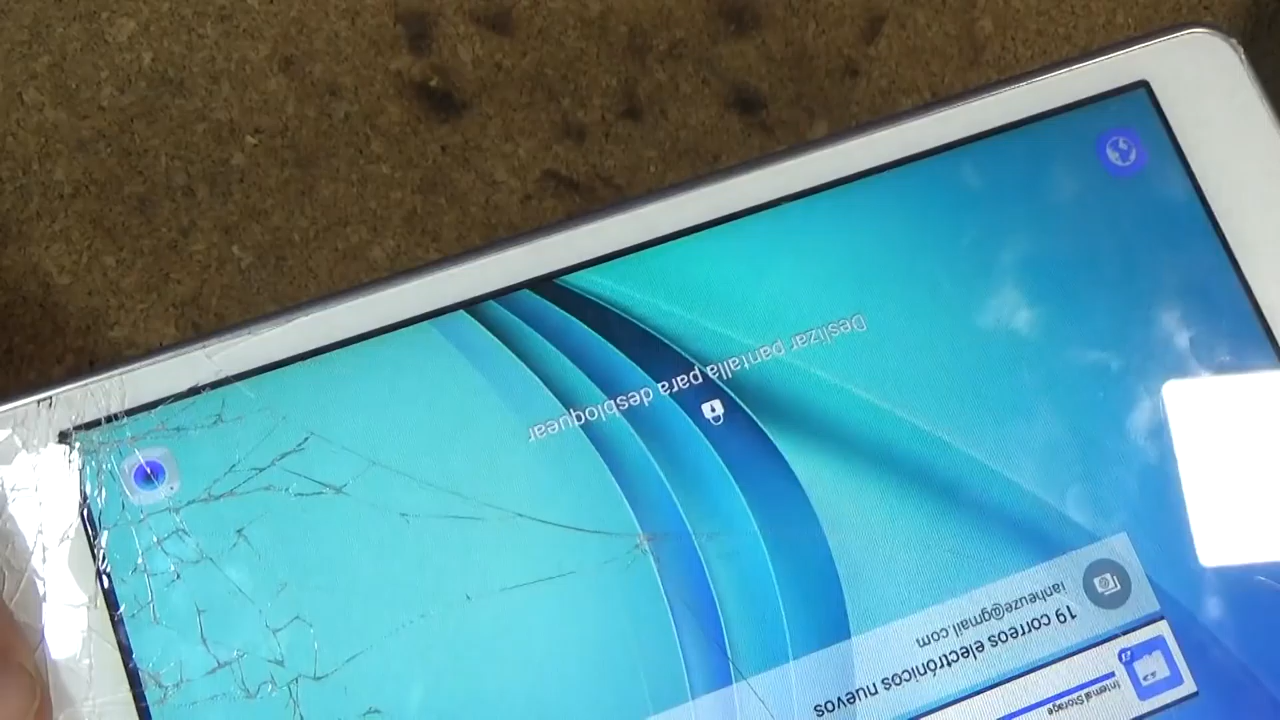 Internal Storage
19 correos electrónicos nuevos
ianheuze@gmail.com
Deslizar pantalla para desbloquear